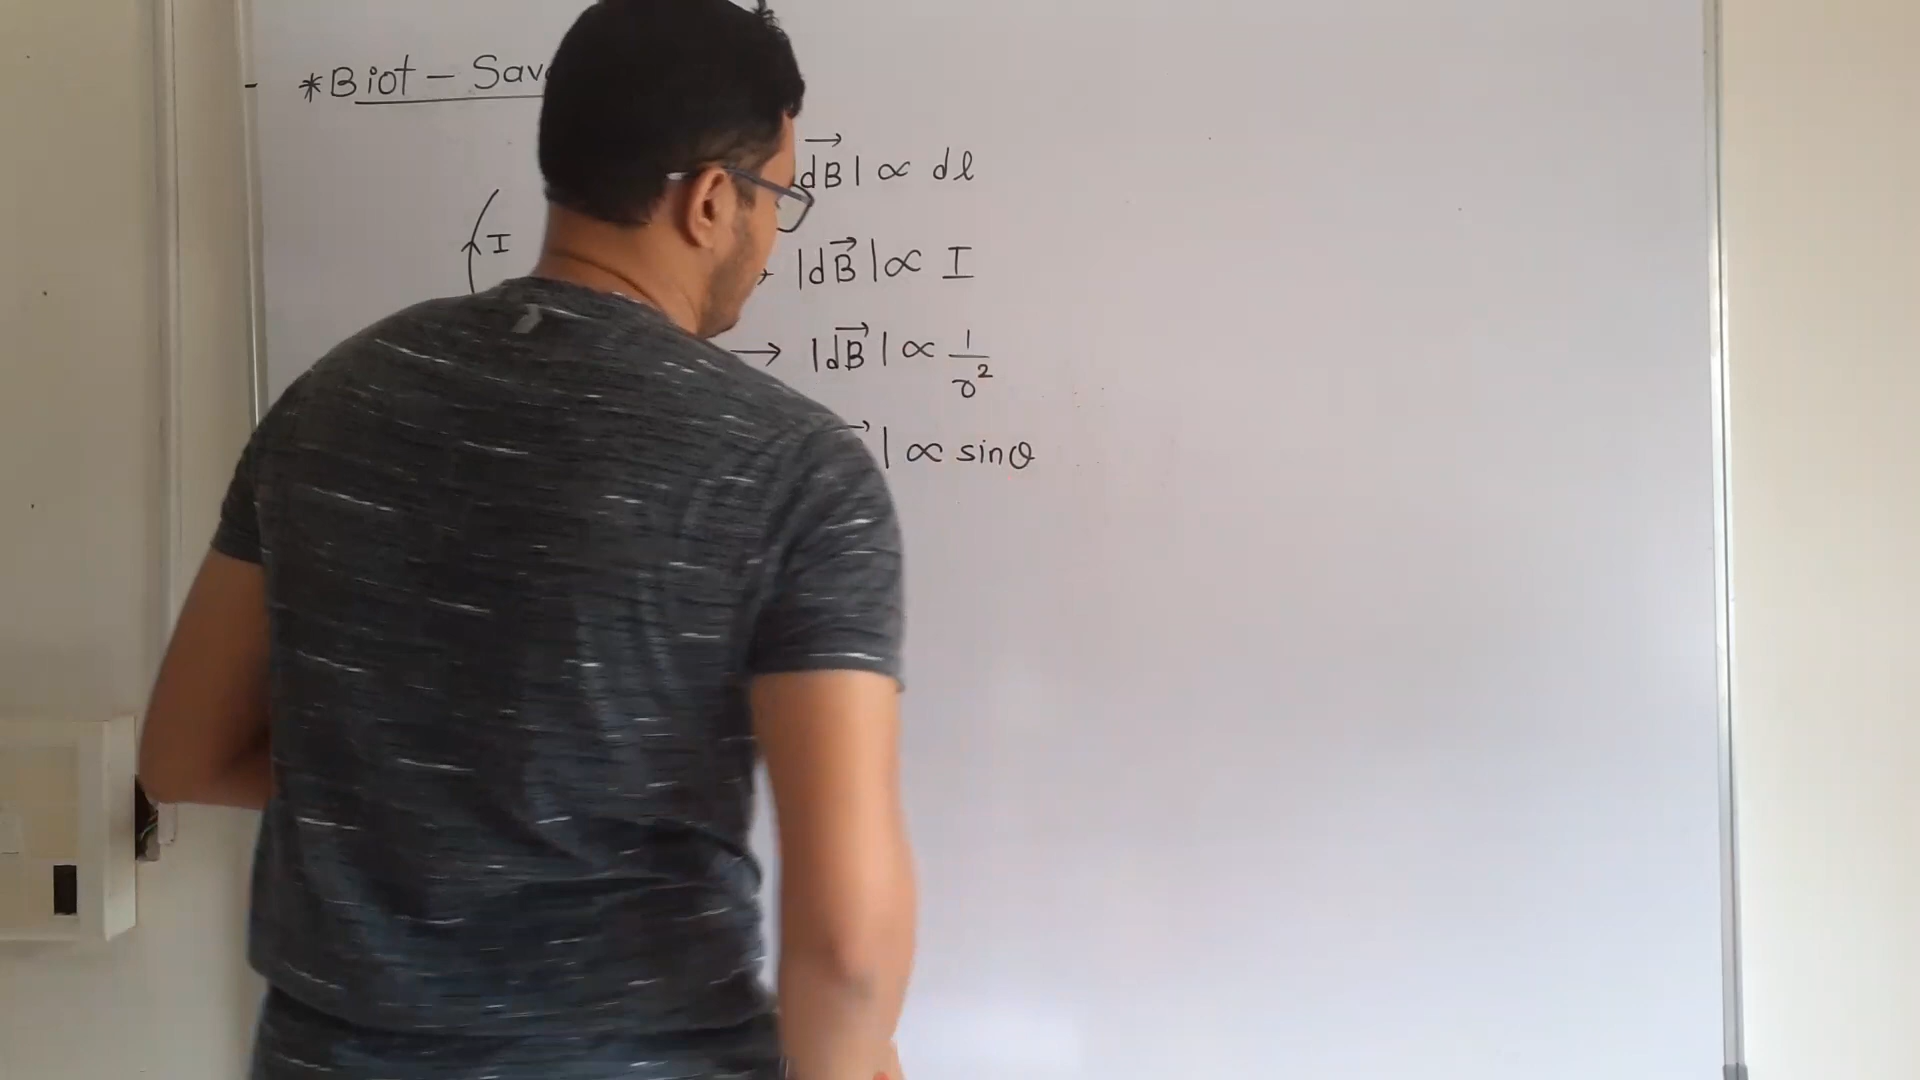 - *Biot - Sav
dB| ∝ dl
I
|dB| ∝ I
→ |dB| ∝ 1/r²
| ∝ sinθ